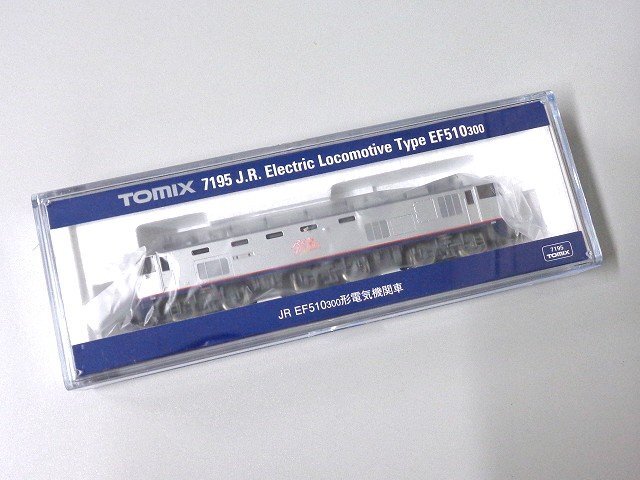 TOMIX 7195 J.R. Electric Locomotive Type EF510300
7195
TOMIX
JR EF510300形電気機関車